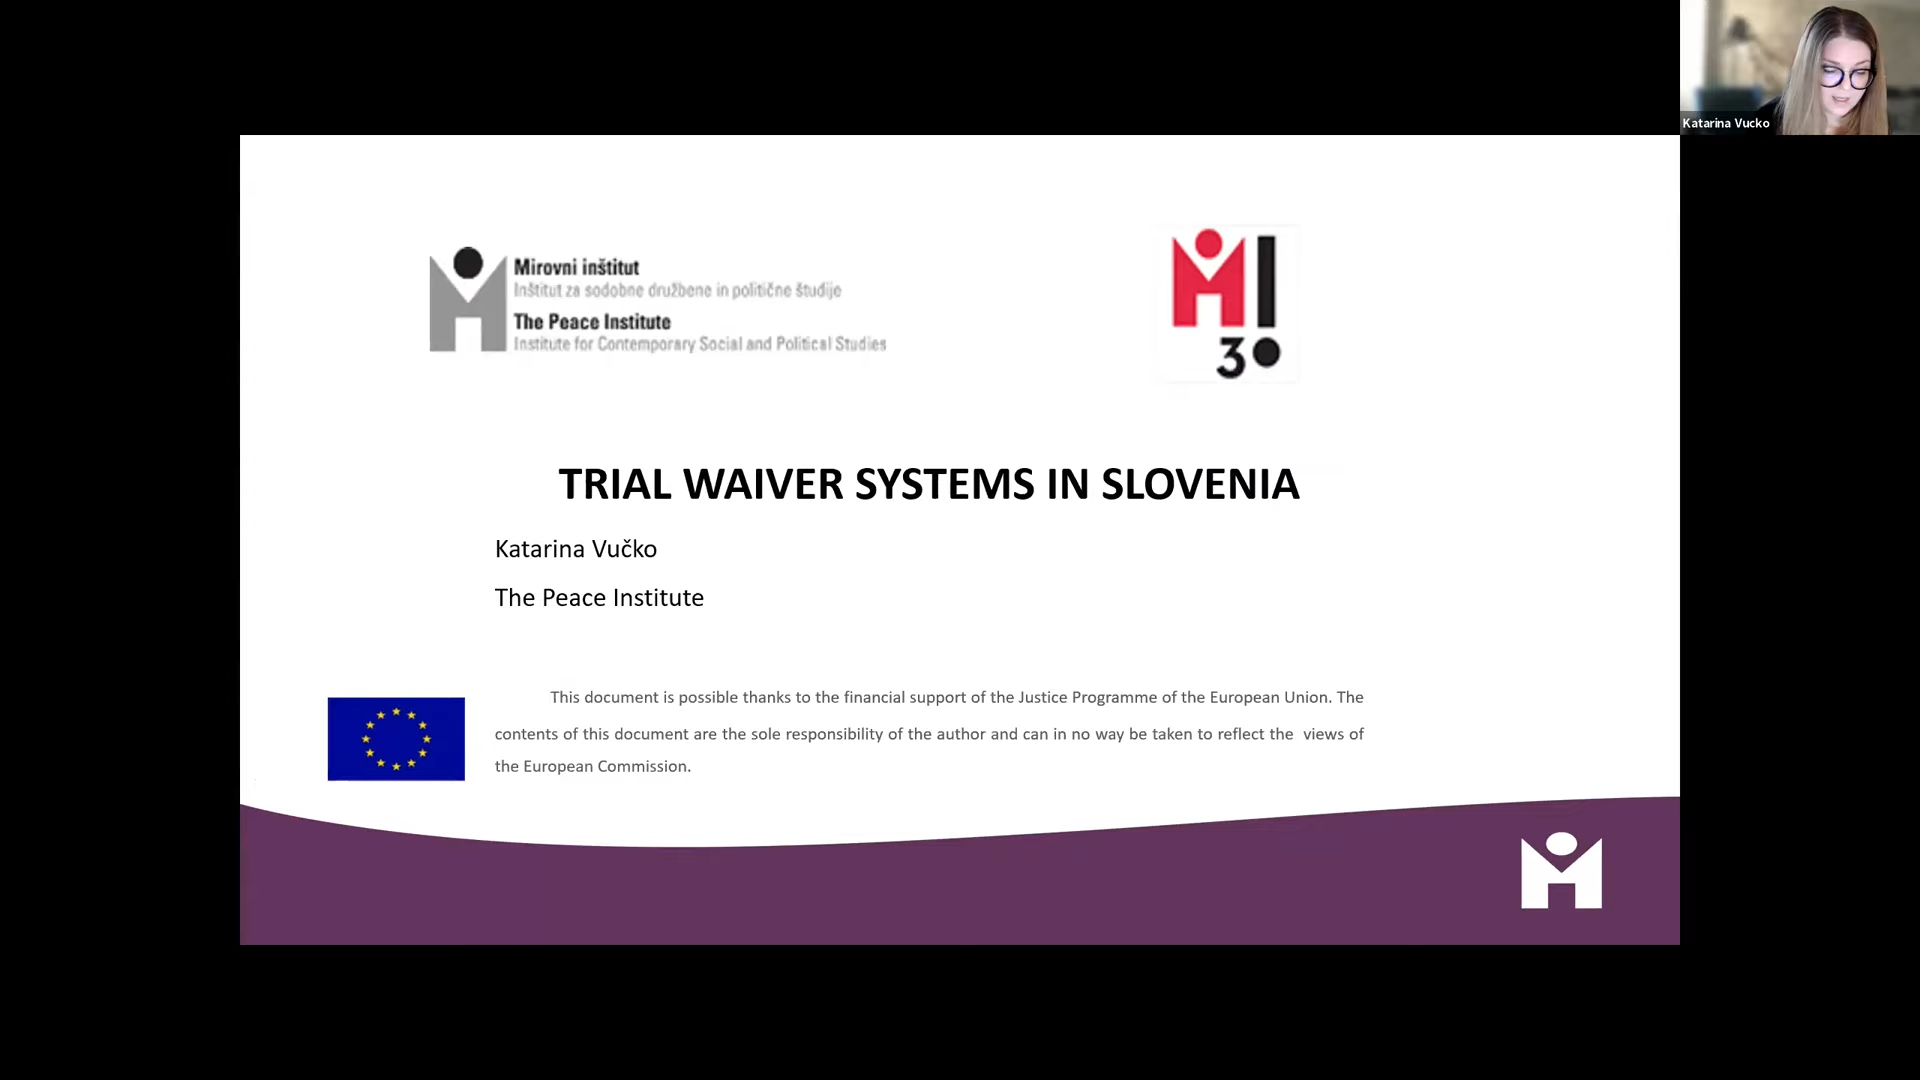 Katarina Vucko
Mirovni inštitut
Inštitut za sodobne družbene in politične študije
The Peace Institute
Institute for Contemporary Social and Political Studies
MI
30
TRIAL WAIVER SYSTEMS IN SLOVENIA
Katarina Vučko
The Peace Institute
This document is possible thanks to the financial support of the Justice Programme of the European Union. The
contents of this document are the sole responsibility of the author and can in no way be taken to reflect the views of
the European Commission.